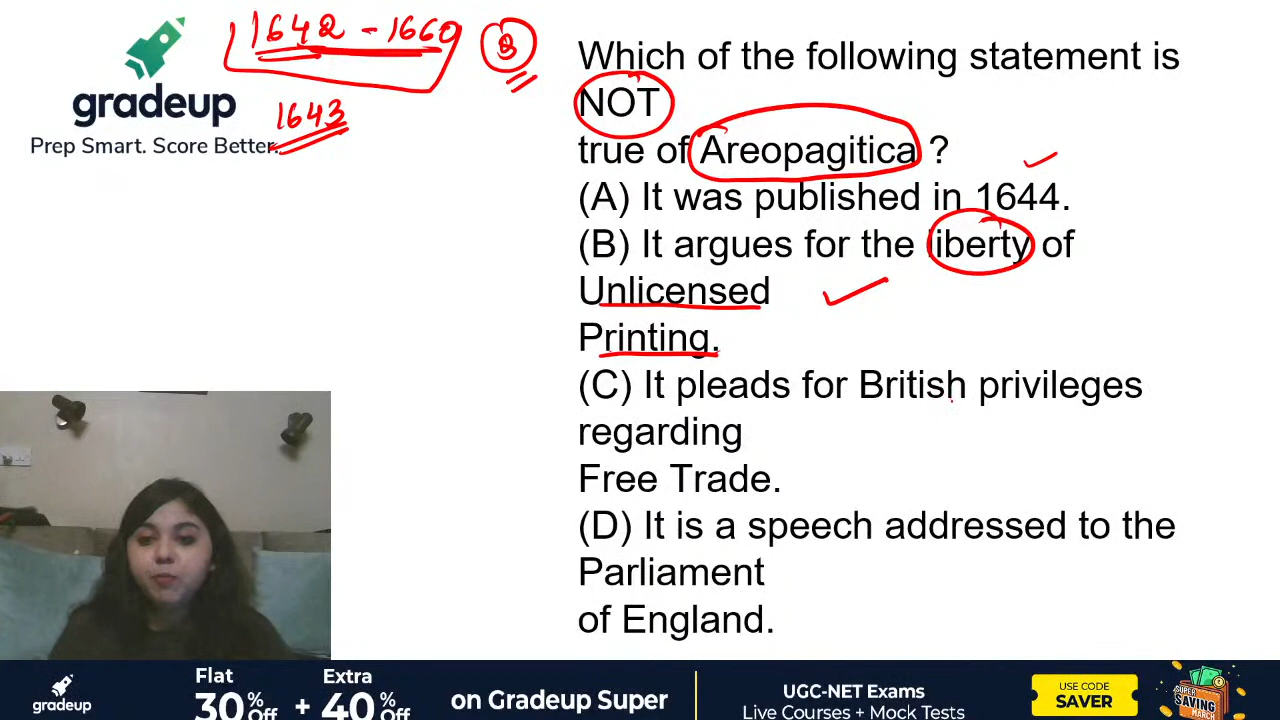 1642 - 1660
gradeup
1643
Prep Smart. Score Better.
Which of the following statement is
NOT
true of Areopagitica ?
(A) It was published in 1644.
(B) It argues for the liberty of
Unlicensed
Printing.
(C) It pleads for British privileges
regarding
Free Trade.
(D) It is a speech addressed to the
Parliament
of England.
gradeup
Flat
30% Off
+
Extra
40% Off
on Gradeup Super
UGC-NET Exams
Live Courses + Mock Tests
USE CODE
SAVER
SUPER
SAVING
MARCH